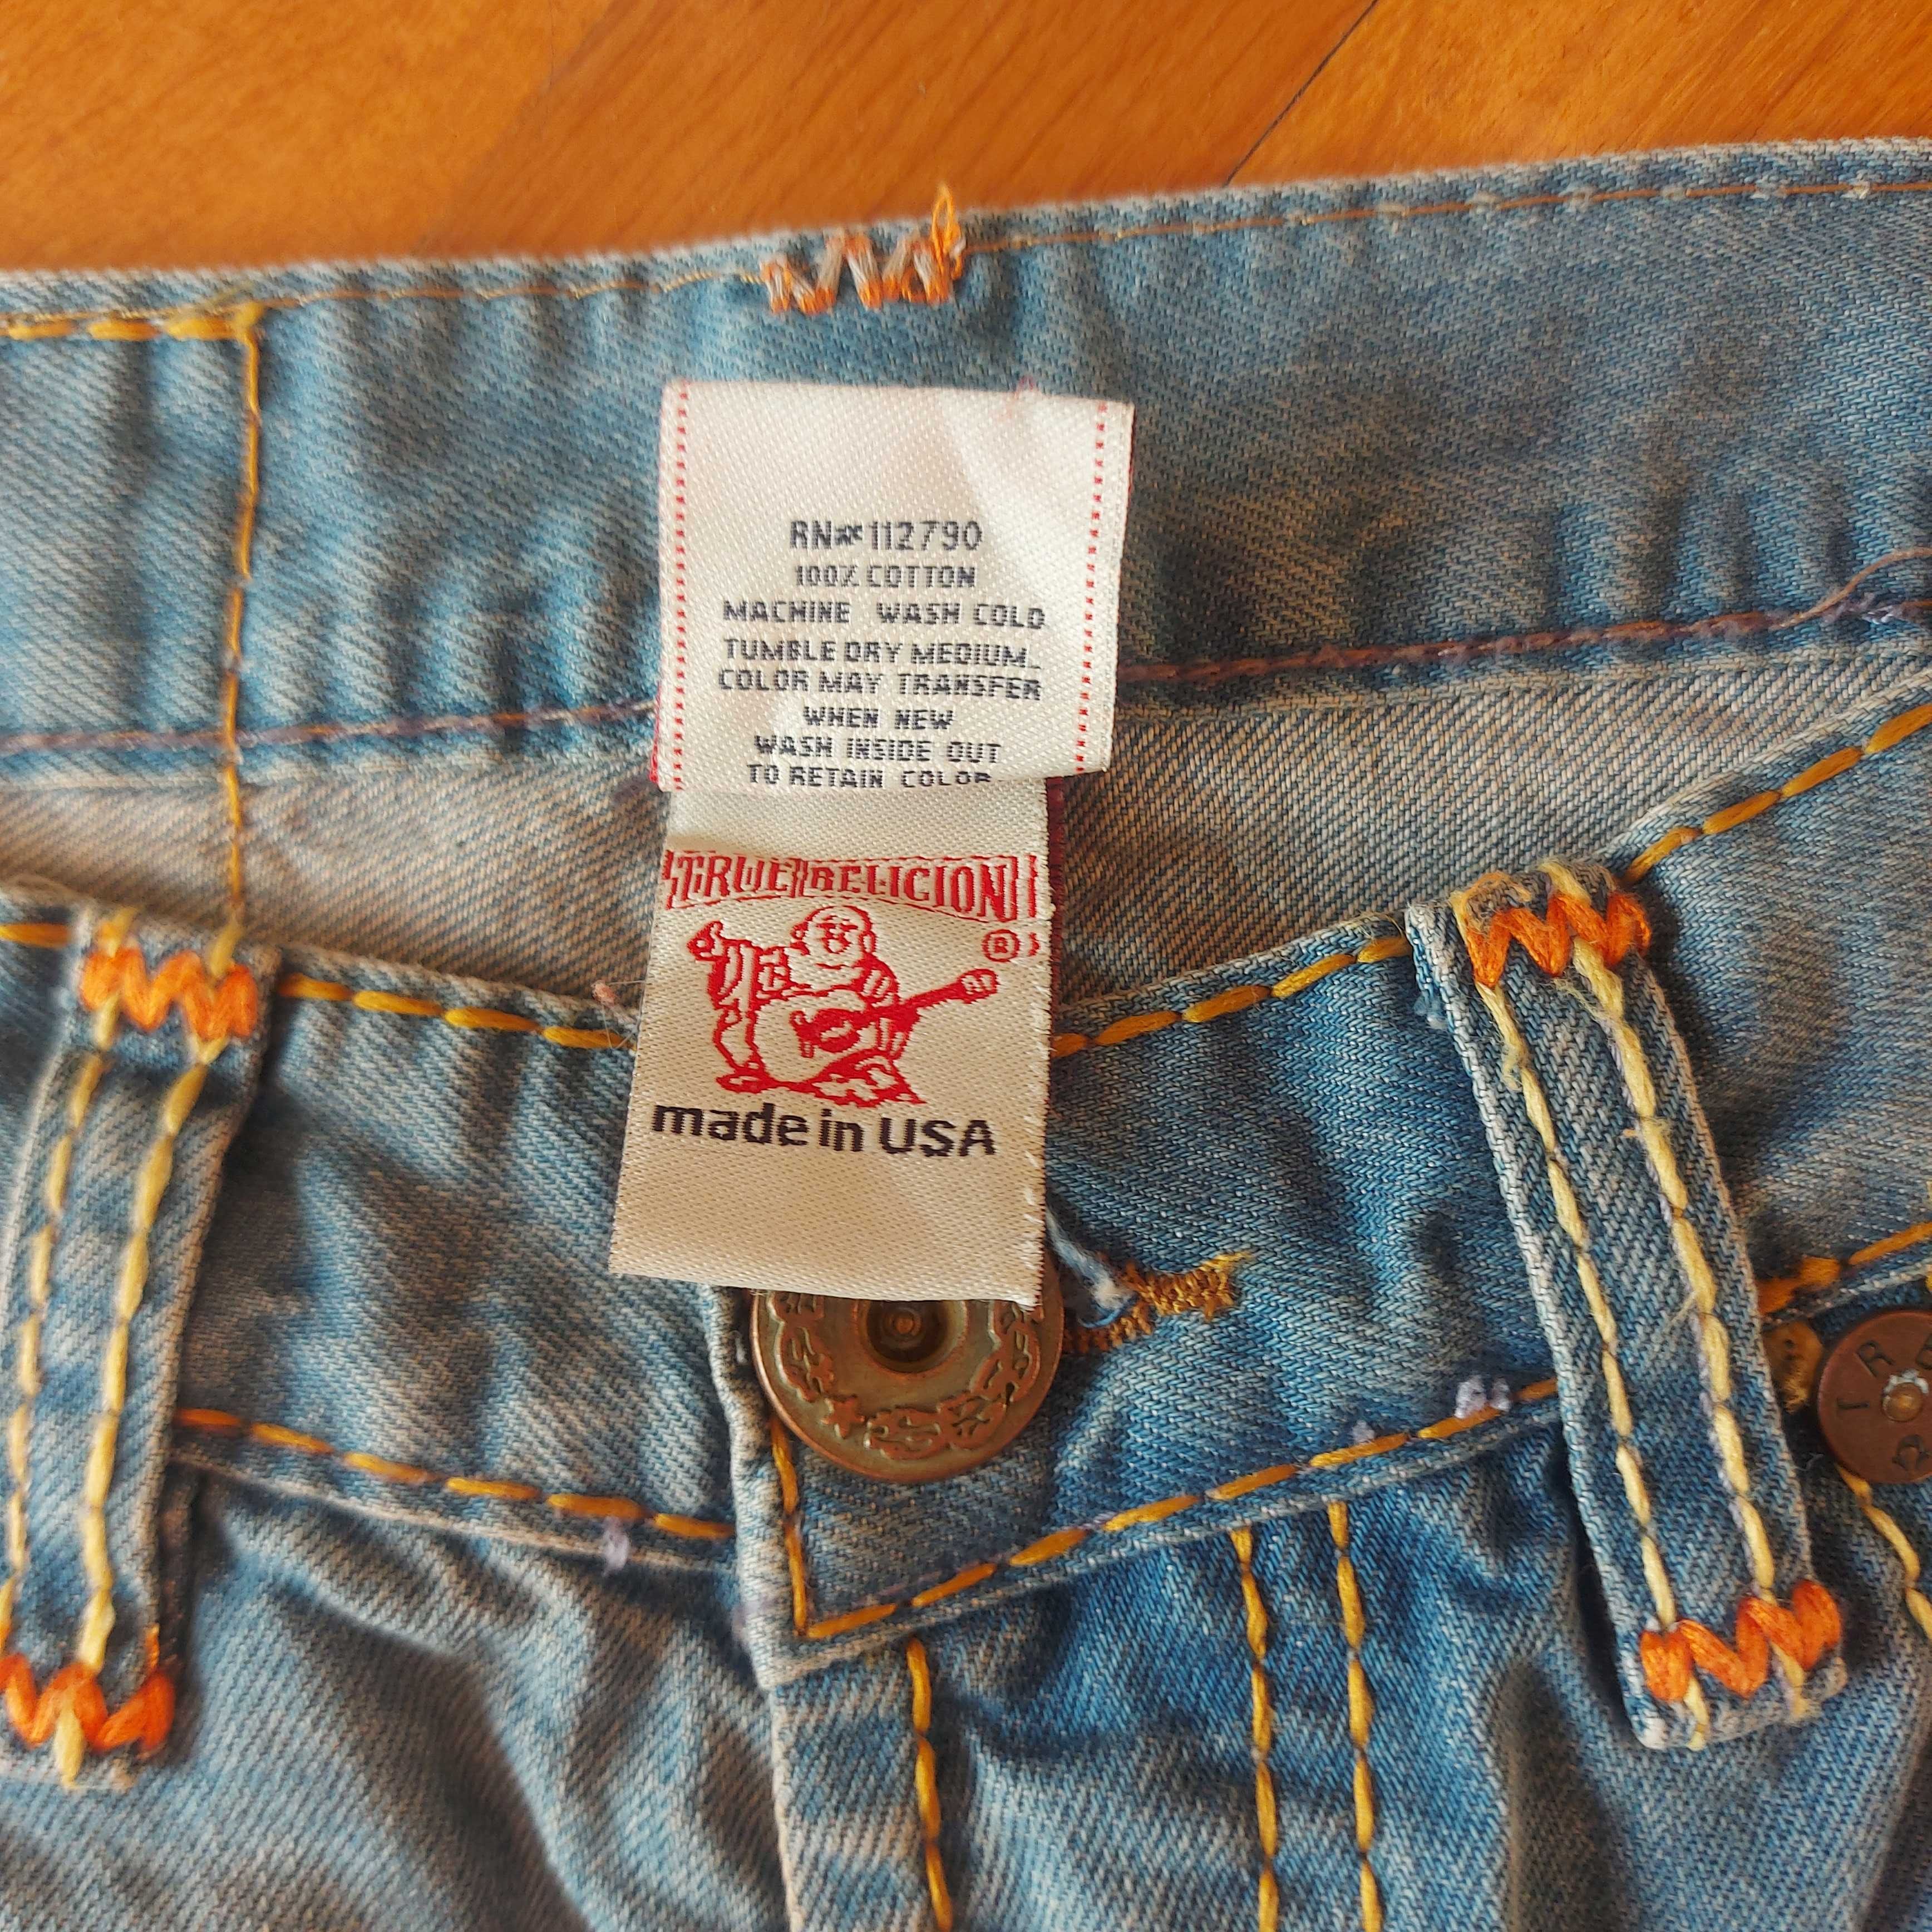 RN#112790
100% COTTON
MACHINE WASH COLD
TUMBLE DRY MEDIUM.
COLOR MAY TRANSFER
WHEN NEW
WASH INSIDE OUT
TO RETAIN COLOR
TRUE RELIGION
®
made in USA